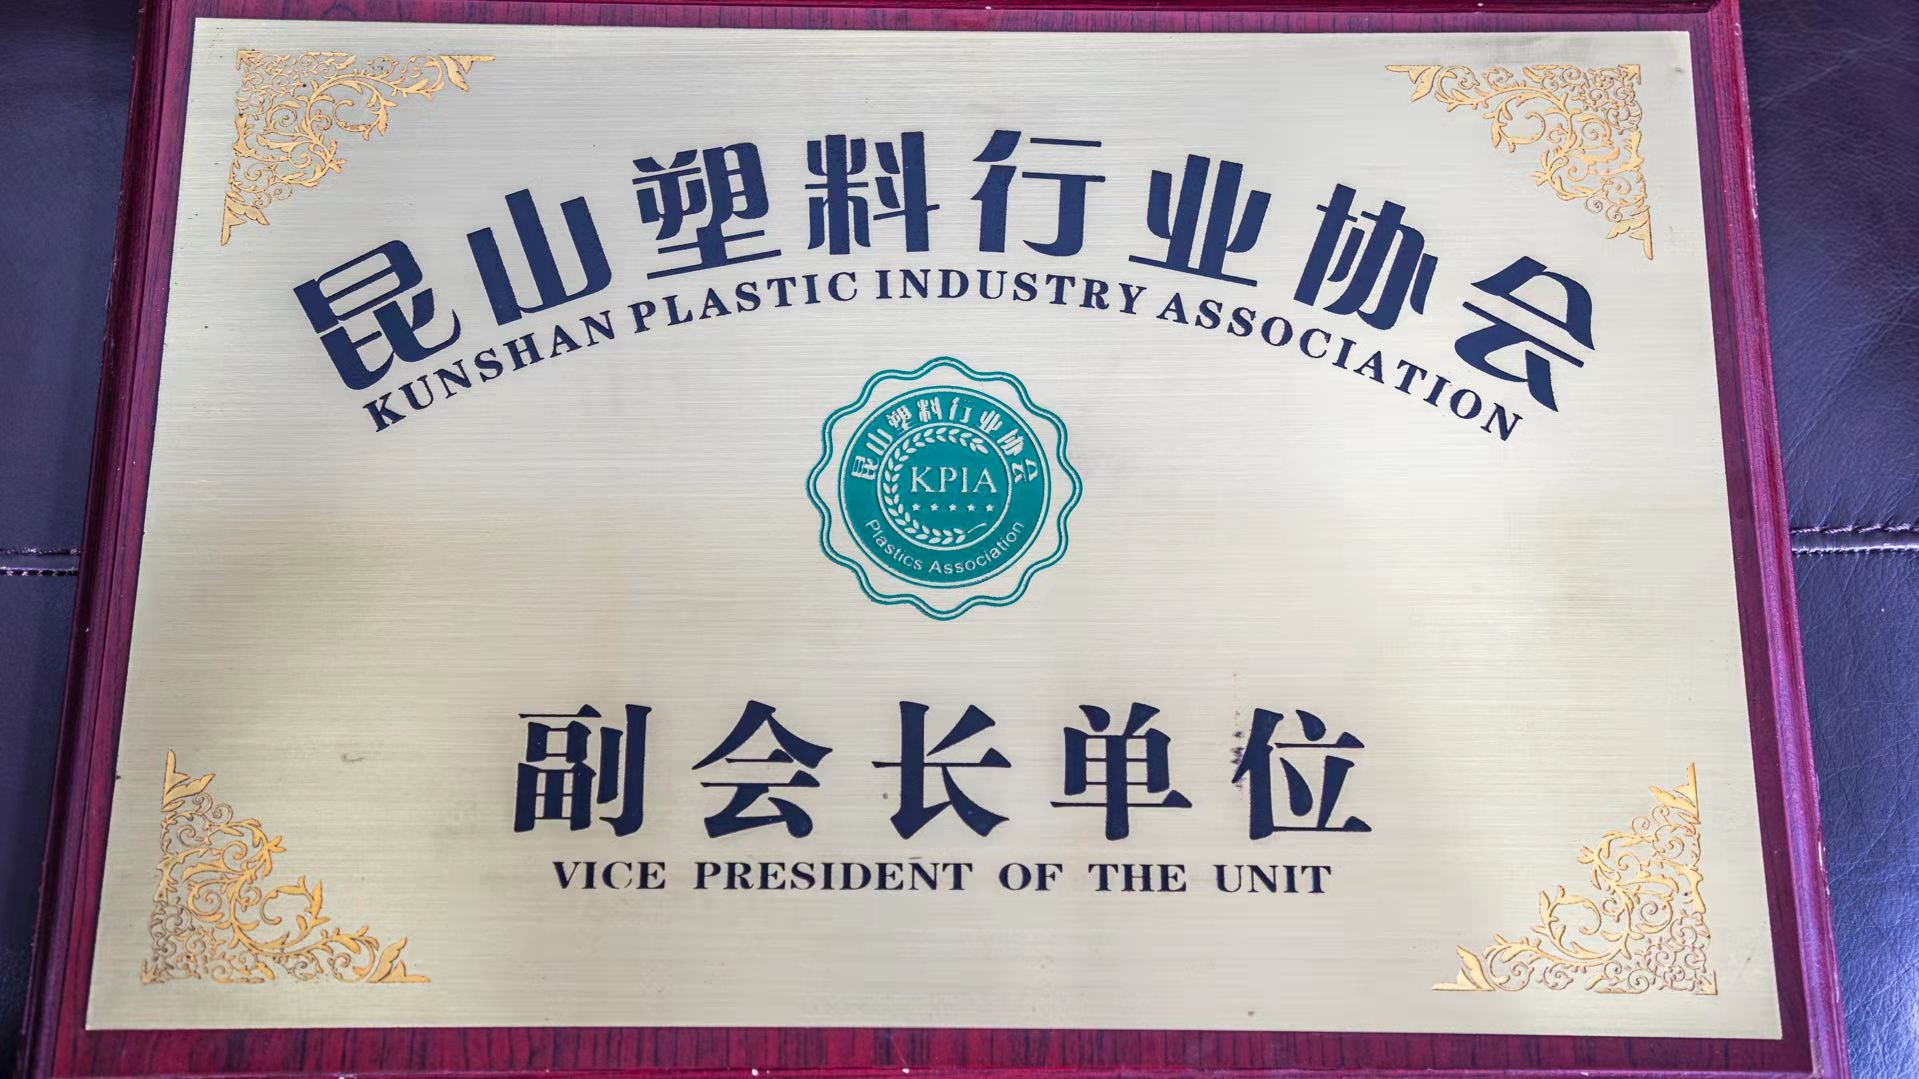 昆山塑料行业协会
KUNSHAN PLASTIC INDUSTRY ASSOCIATION
昆山塑料行业协会
KPIA
Plastics Association
副会长单位
VICE PRESIDENT OF THE UNIT